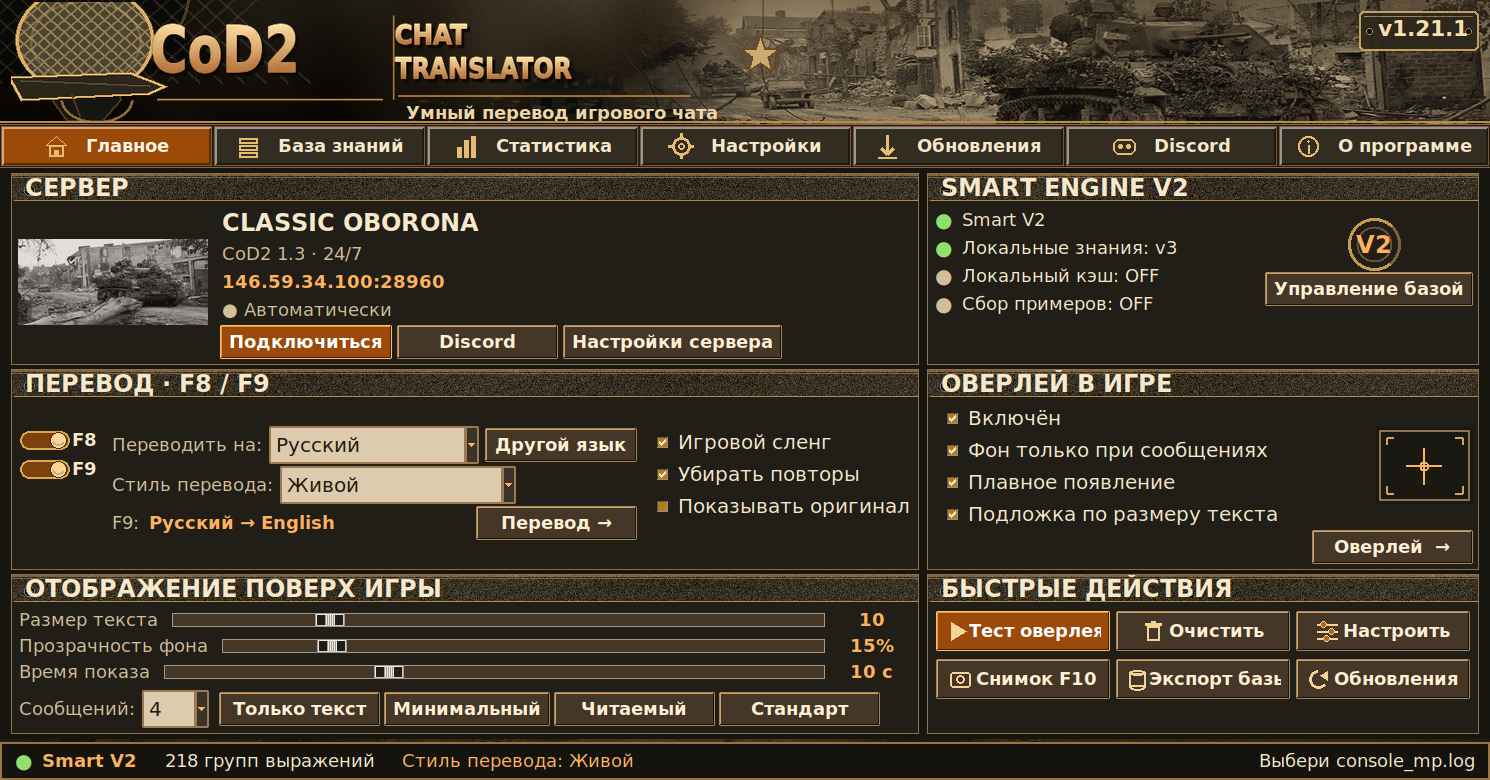 CoD2
CHAT
TRANSLATOR
Умный перевод игрового чата
v1.21.1
Главное
База знаний
Статистика
Настройки
Обновления
Discord
О программе
СЕРВЕР
CLASSIC OBORONA
CoD2 1.3 · 24/7
146.59.34.100:28960
Автоматически
Подключиться
Discord
Настройки сервера
SMART ENGINE V2
Smart V2
Локальные знания: v3
Локальный кэш: OFF
Сбор примеров: OFF
V2
Управление базой
ПЕРЕВОД · F8 / F9
F8
F9
Переводить на: Русский
Другой язык
Стиль перевода: Живой
F9: Русский → English
Перевод →
Игровой сленг
Убирать повторы
Показывать оригинал
ОВЕРЛЕЙ В ИГРЕ
Включён
Фон только при сообщениях
Плавное появление
Подложка по размеру текста
Оверлей →
ОТОБРАЖЕНИЕ ПОВЕРХ ИГРЫ
Размер текста 10
Прозрачность фона 15%
Время показа 10 с
Сообщений: 4
Только текст
Минимальный
Читаемый
Стандарт
БЫСТРЫЕ ДЕЙСТВИЯ
Тест оверлея
Очистить
Настроить
Снимок F10
Экспорт базы
Обновления
Smart V2
218 групп выражений
Стиль перевода: Живой
Выбери console_mp.log